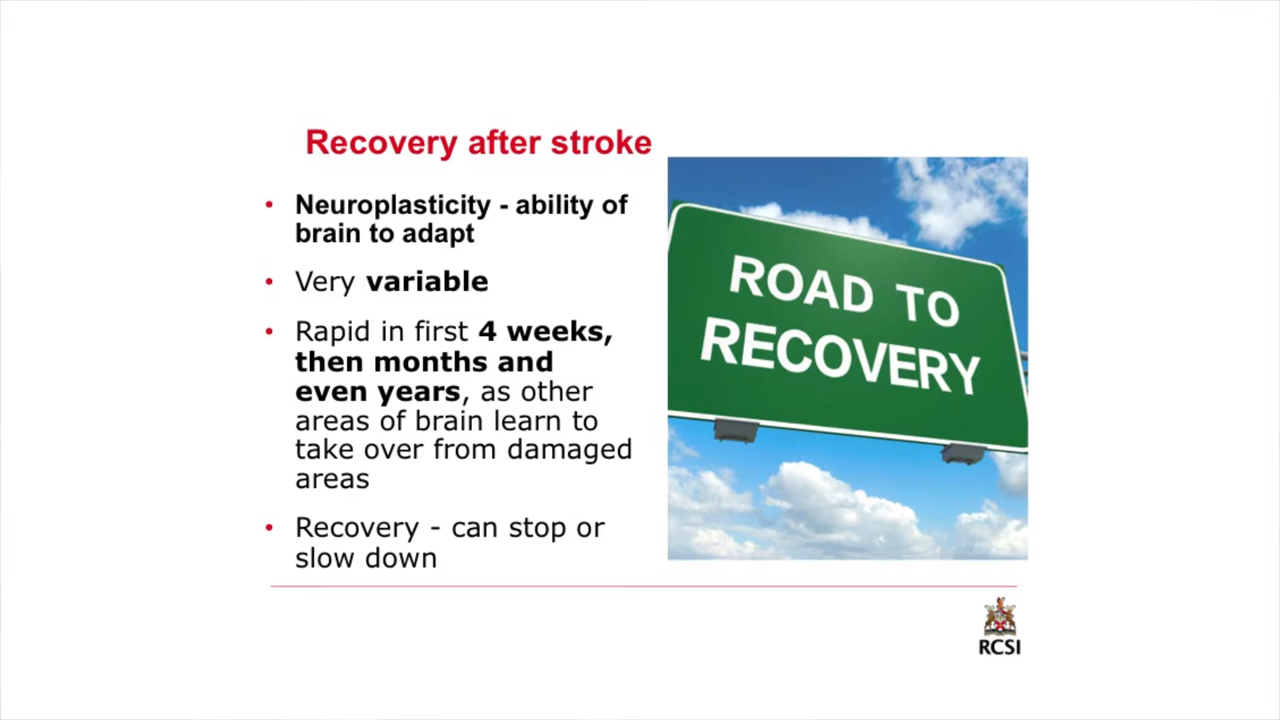 Recovery after stroke
• Neuroplasticity - ability of
brain to adapt
• Very variable
• Rapid in first 4 weeks,
then months and
even years, as other
areas of brain learn to
take over from damaged
areas
• Recovery - can stop or
slow down
ROAD TO
RECOVERY
RCSI